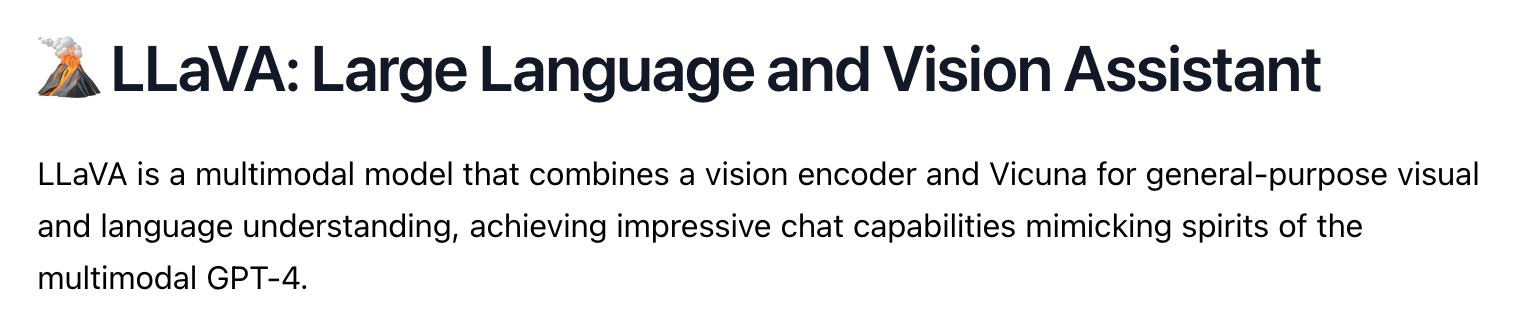 🌋 LLaVA: Large Language and Vision Assistant
LLaVA is a multimodal model that combines a vision encoder and Vicuna for general-purpose visual
and language understanding, achieving impressive chat capabilities mimicking spirits of the
multimodal GPT-4.